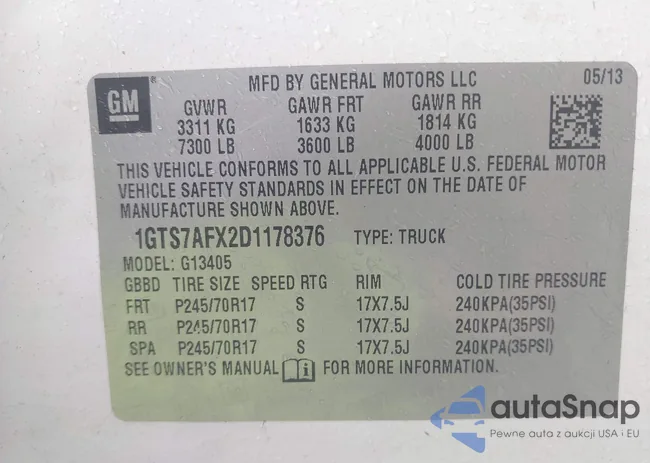 GM
MFD BY GENERAL MOTORS LLC 05/13
GVWR GAWR FRT GAWR RR
3311 KG 1633 KG 1814 KG
7300 LB 3600 LB 4000 LB
THIS VEHICLE CONFORMS TO ALL APPLICABLE U.S. FEDERAL MOTOR
VEHICLE SAFETY STANDARDS IN EFFECT ON THE DATE OF
MANUFACTURE SHOWN ABOVE.
1GTS7AFX2D1178376 TYPE: TRUCK
MODEL: G13405
GBBD TIRE SIZE SPEED RTG RIM COLD TIRE PRESSURE
FRT P245/70R17 S 17X7.5J 240KPA(35PSI)
RR P245/70R17 S 17X7.5J 240KPA(35PSI)
SPA P245/70R17 S 17X7.5J 240KPA(35PSI)
SEE OWNER'S MANUAL FOR MORE INFORMATION.
autaSnap
Pewne auta z aukcji USA i EU